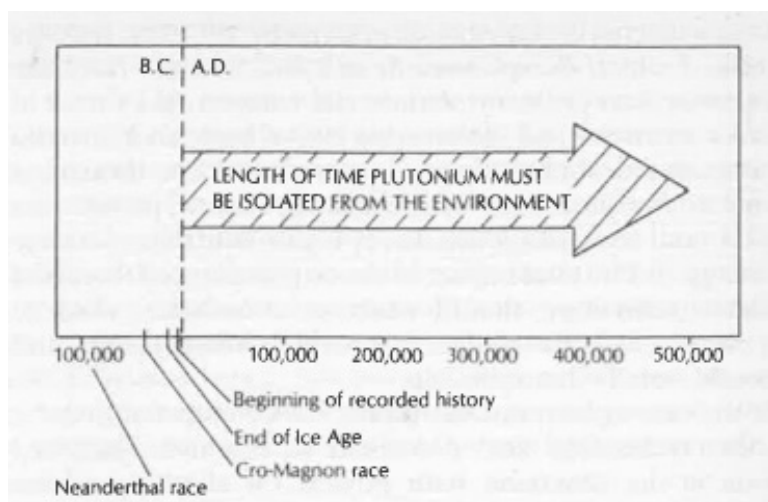 B.C. A.D.
LENGTH OF TIME PLUTONIUM MUST
BE ISOLATED FROM THE ENVIRONMENT
100,000 100,000 200,000 300,000 400,000 500,000
Beginning of recorded history
End of Ice Age
Cro-Magnon race
Neanderthal race